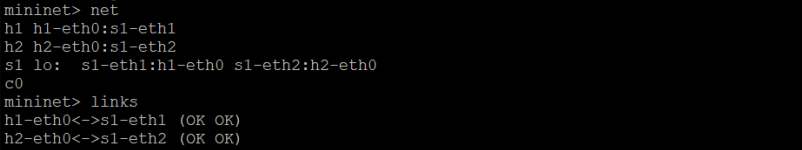 mininet> net
h1 h1-eth0:s1-eth1
h2 h2-eth0:s1-eth2
s1 lo:  s1-eth1:h1-eth0 s1-eth2:h2-eth0
c0
mininet> links
h1-eth0<->s1-eth1 (OK OK)
h2-eth0<->s1-eth2 (OK OK)